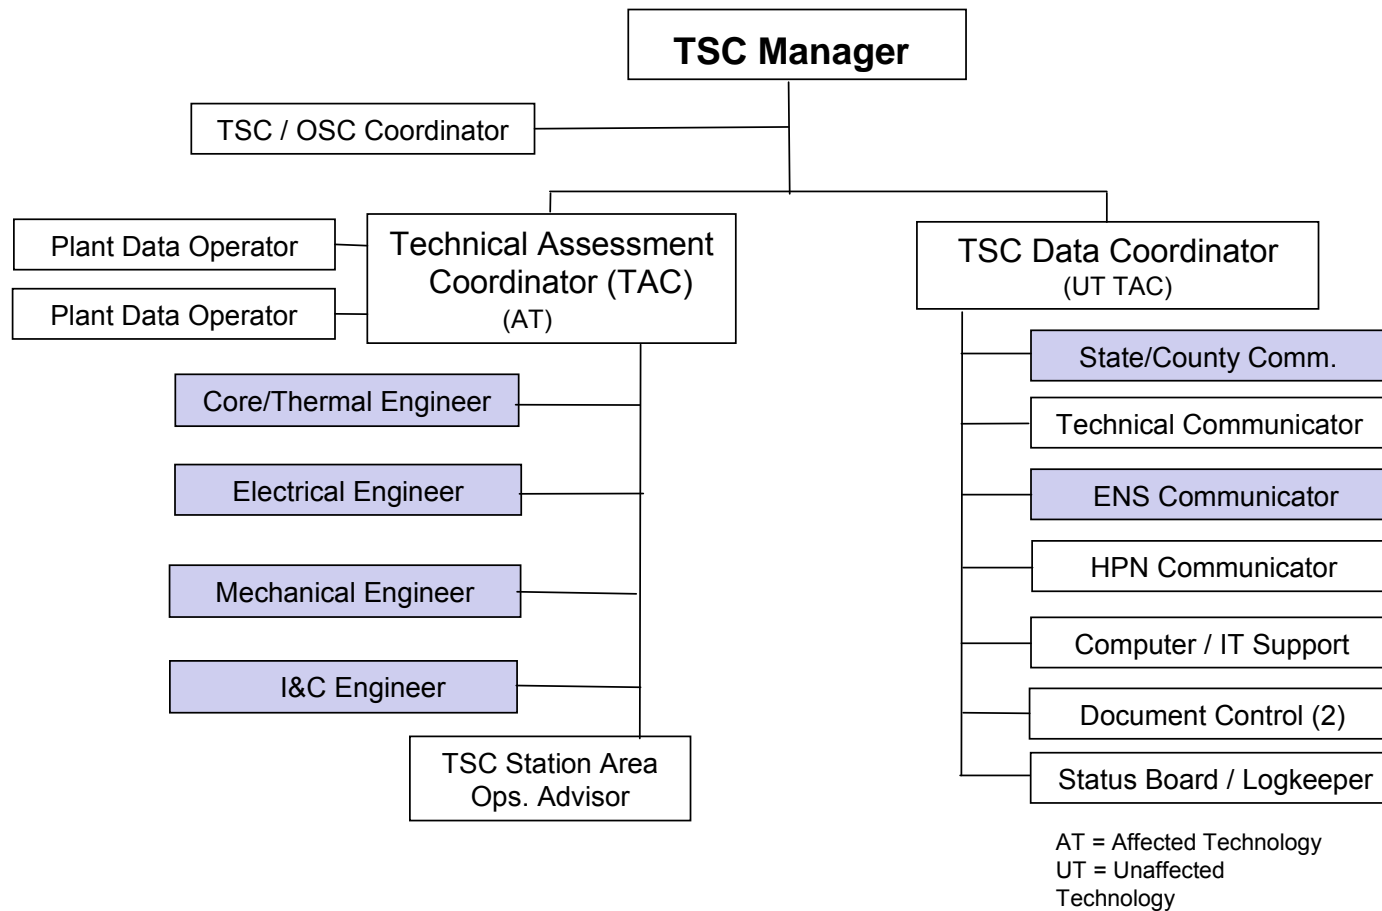 TSC Manager
TSC / OSC Coordinator
Plant Data Operator
Plant Data Operator
Technical Assessment
Coordinator (TAC)
(AT)
Core/Thermal Engineer
Electrical Engineer
Mechanical Engineer
I&C Engineer
TSC Station Area
Ops. Advisor
TSC Data Coordinator
(UT TAC)
State/County Comm.
Technical Communicator
ENS Communicator
HPN Communicator
Computer / IT Support
Document Control (2)
Status Board / Logkeeper
AT = Affected Technology
UT = Unaffected
Technology